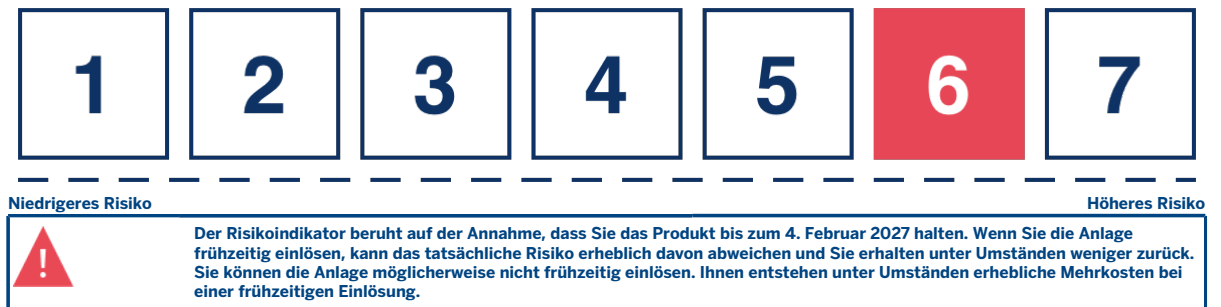 1 2 3 4 5 6 7
Niedrigeres Risiko Höheres Risiko
!
Der Risikoindikator beruht auf der Annahme, dass Sie das Produkt bis zum 4. Februar 2027 halten. Wenn Sie die Anlage
frühzeitig einlösen, kann das tatsächliche Risiko erheblich davon abweichen und Sie erhalten unter Umständen weniger zurück.
Sie können die Anlage möglicherweise nicht frühzeitig einlösen. Ihnen entstehen unter Umständen erhebliche Mehrkosten bei
einer frühzeitigen Einlösung.